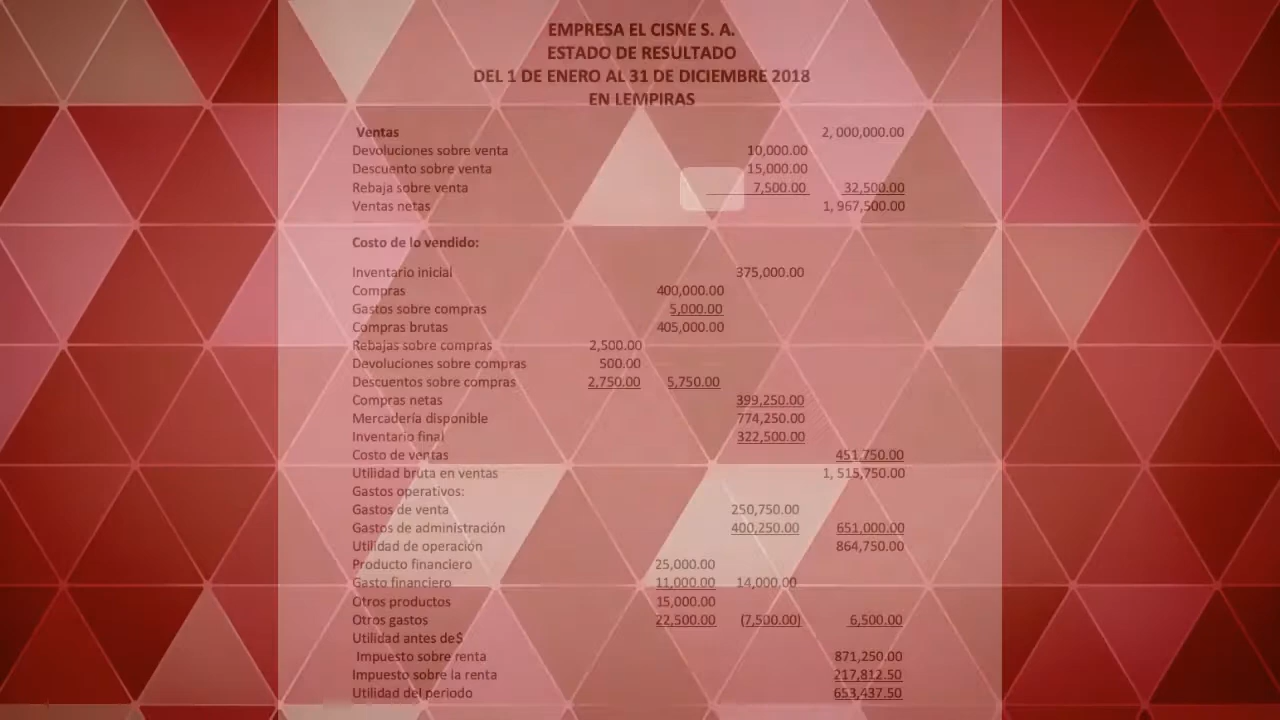 EMPRESA EL CISNE S. A.
ESTADO DE RESULTADO
DEL 1 DE ENERO AL 31 DE DICIEMBRE 2018
EN LEMPIRAS
Ventas 2, 000,000.00
Devoluciones sobre venta 10,000.00
Descuento sobre venta 15,000.00
Rebaja sobre venta 7,500.00 32,500.00
Ventas netas 1, 967,500.00
Costo de lo vendido:
Inventario inicial 375,000.00
Compras 400,000.00
Gastos sobre compras 5,000.00
Compras brutas 405,000.00
Rebajas sobre compras 2,500.00
Devoluciones sobre compras 500.00
Descuentos sobre compras 2,750.00 5,750.00
Compras netas 399,250.00
Mercadería disponible 774,250.00
Inventario final 322,500.00
Costo de ventas 451,750.00
Utilidad bruta en ventas 1, 515,750.00
Gastos operativos:
Gastos de venta 250,750.00
Gastos de administración 400,250.00 651,000.00
Utilidad de operación 864,750.00
Producto financiero 25,000.00
Gasto financiero 11,000.00 14,000.00
Otros productos 15,000.00
Otros gastos 22,500.00 (7,500.00) 6,500.00
Utilidad antes de$
Impuesto sobre renta 871,250.00
Impuesto sobre la renta 217,812.50
Utilidad del periodo 653,437.50